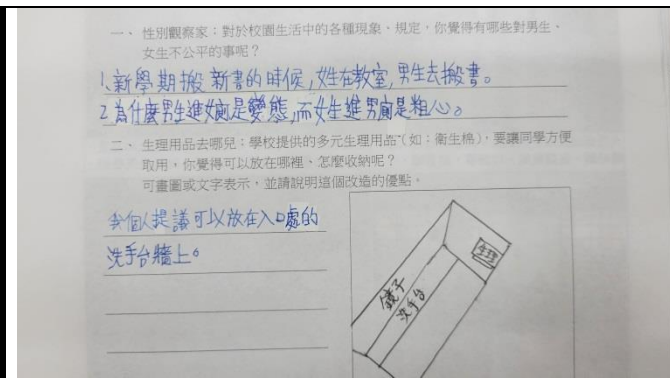 一、 性別觀察家：對於校園生活中的各種現象、規定，你覺得有哪些對男生、
女生不公平的事呢？
1.新學期搬新書的時候，女生在教室，男生去搬書。
2為什麼男生進女廁是變態，而女生進男廁是粗心。
二、 生理用品去哪兒：學校提供的多元生理用品（如：衛生棉），要讓同學方便
取用，你覺得可以放在哪裡、怎麼收納呢？
可畫圖或文字表示，並請說明這個改造的優點。
我個人提議可以放在入口處的
洗手台牆上。
鏡子
洗手台